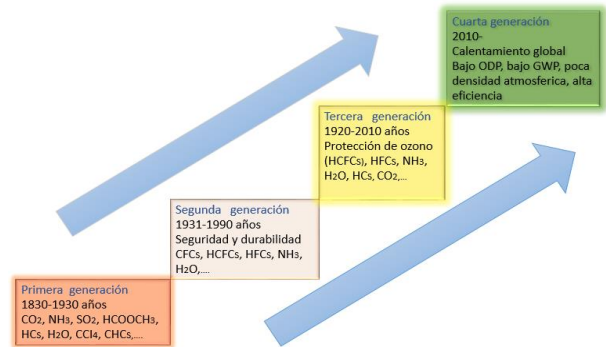 Cuarta generación
2010-
Calentamiento global
Bajo ODP, bajo GWP, poca
densidad atmosferica, alta
eficiencia
Tercera generación
1920-2010 años
Protección de ozono
(HCFCs), HFCs, NH₃,
H₂O, HCs, CO₂,...
Segunda generación
1931-1990 años
Seguridad y durabilidad
CFCs, HCFCs, HFCs, NH₃,
H₂O,....
Primera generación
1830-1930 años
CO₂, NH₃, SO₂, HCOOCH₃,
HCs, H₂O, CCl₄, CHCs,....